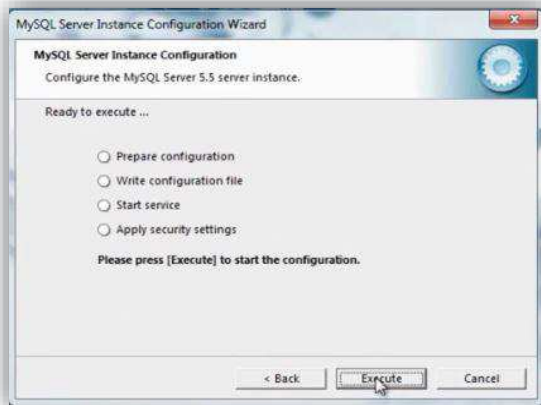 MySQL Server Instance Configuration Wizard
MySQL Server Instance Configuration
Configure the MySQL Server 5.5 server instance.
Ready to execute ...
Prepare configuration
Write configuration file
Start service
Apply security settings
Please press [Execute] to start the configuration.
< Back
Execute
Cancel